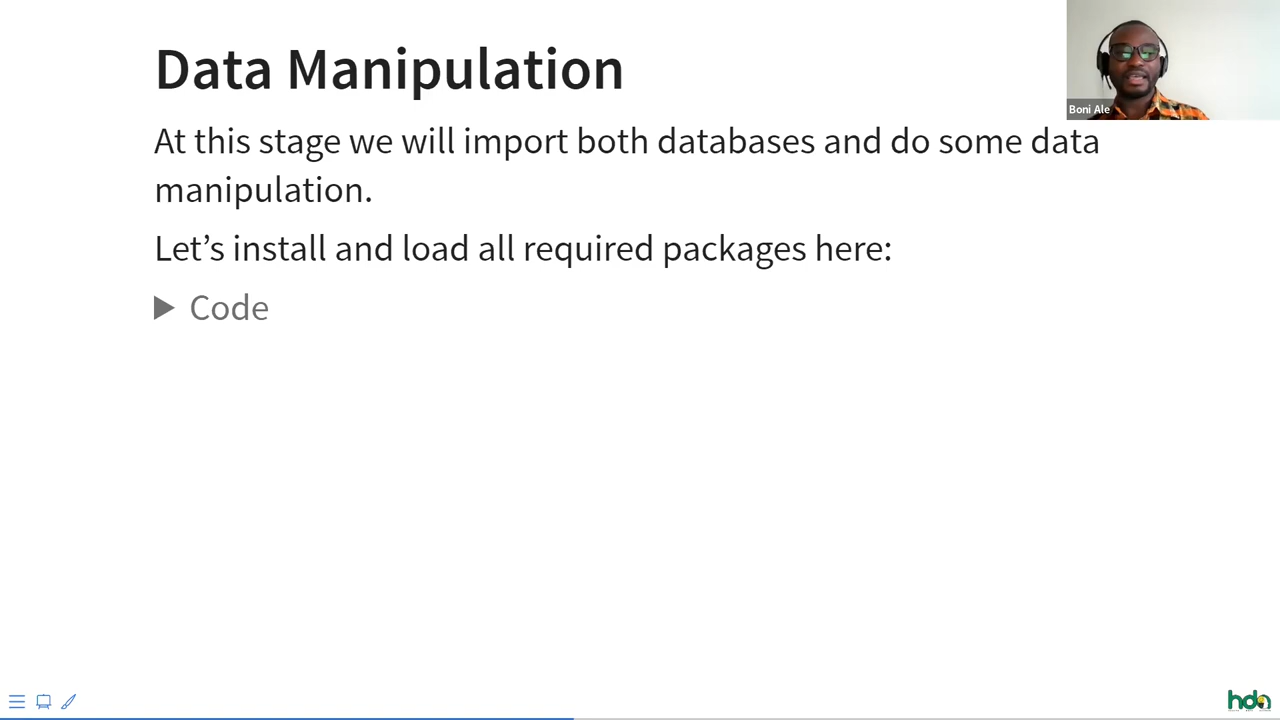 Data Manipulation
Boni Ale
At this stage we will import both databases and do some data
manipulation.
Let’s install and load all required packages here:
Code
hda